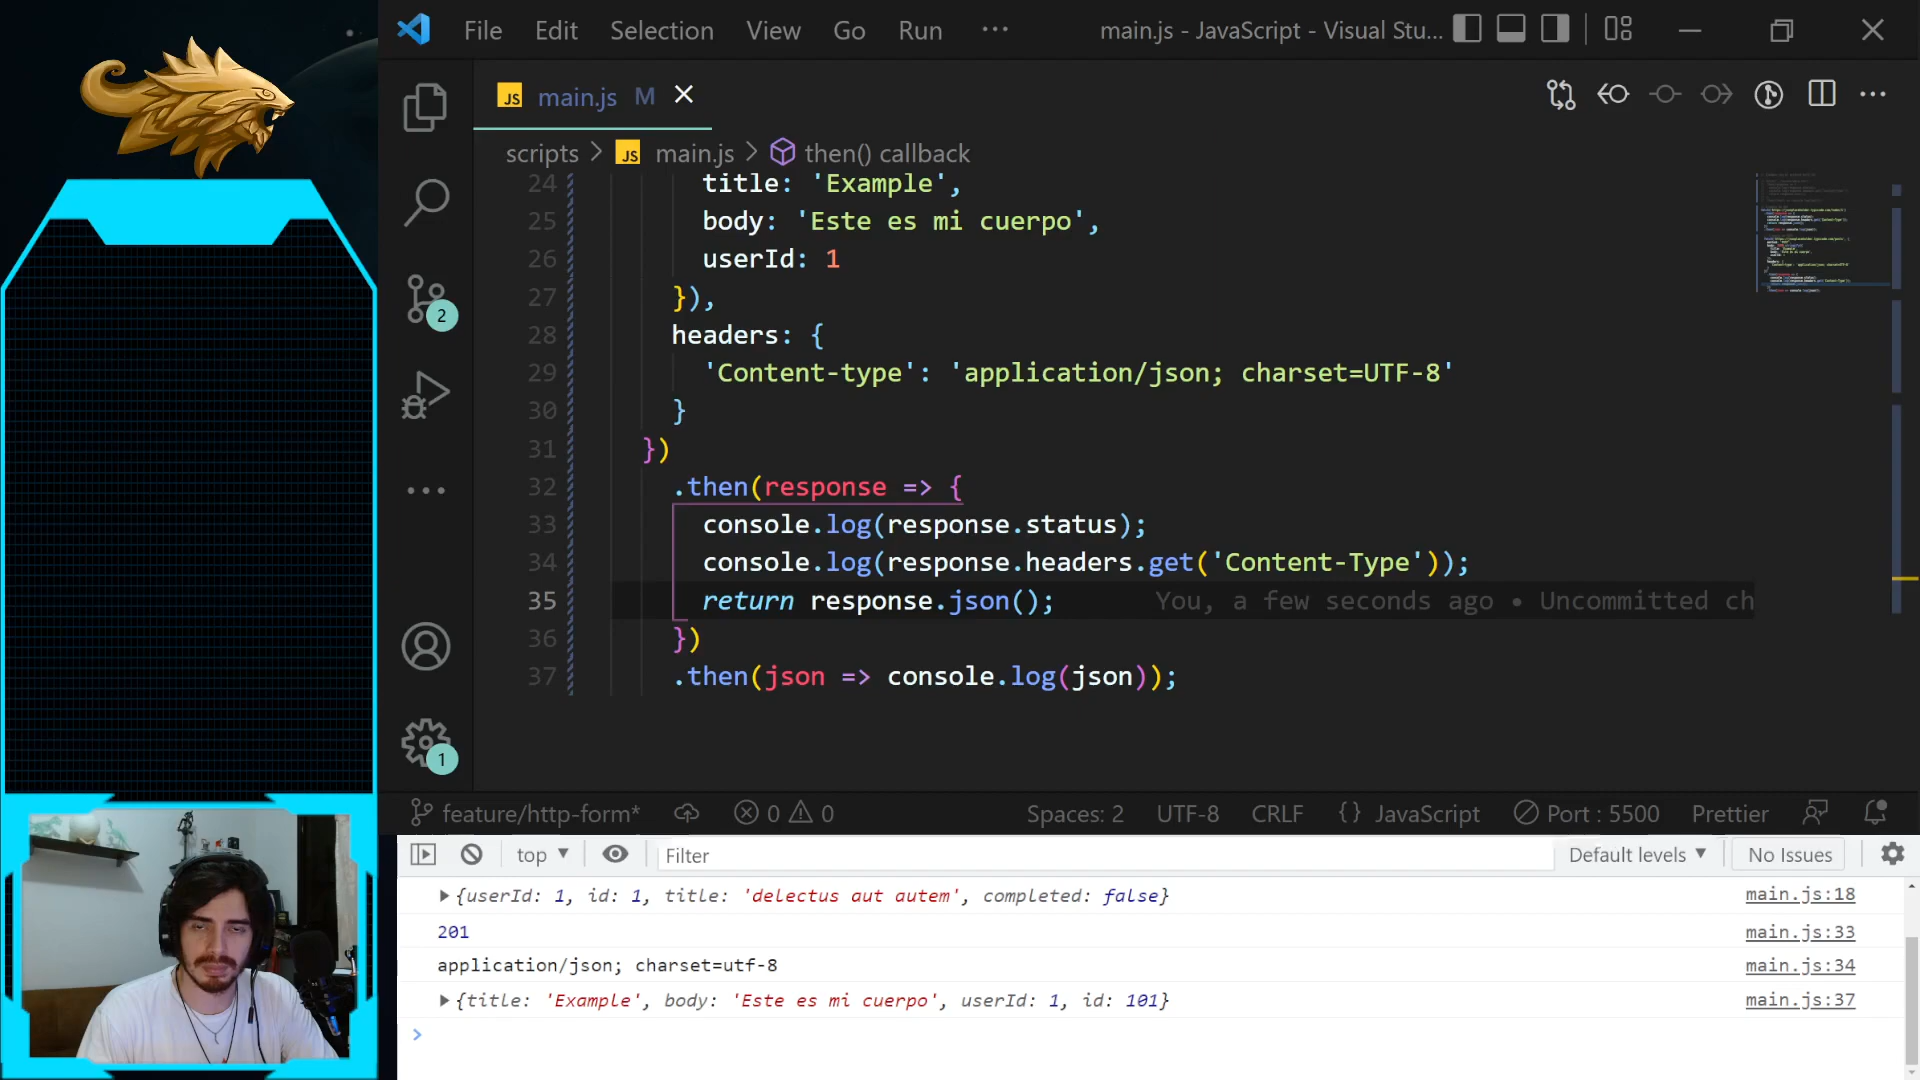 File Edit Selection View Go Run ··· main.js - JavaScript - Visual Stu...
JS main.js M
scripts > JS main.js > then() callback
24 title: 'Example',
25 body: 'Este es mi cuerpo',
26 userId: 1
27 }),
28 headers: {
29 'Content-type': 'application/json; charset=UTF-8'
30 }
31 })
32 .then(response => {
33 console.log(response.status);
34 console.log(response.headers.get('Content-Type'));
35 return response.json(); You, a few seconds ago • Uncommitted ch
36 })
37 .then(json => console.log(json));
2
1
feature/http-form* 0 0 Spaces: 2 UTF-8 CRLF {} JavaScript Port : 5500 Prettier
top Filter Default levels No Issues
{userId: 1, id: 1, title: 'delectus aut autem', completed: false} main.js:18
201 main.js:33
application/json; charset=utf-8 main.js:34
{title: 'Example', body: 'Este es mi cuerpo', userId: 1, id: 101} main.js:37
>